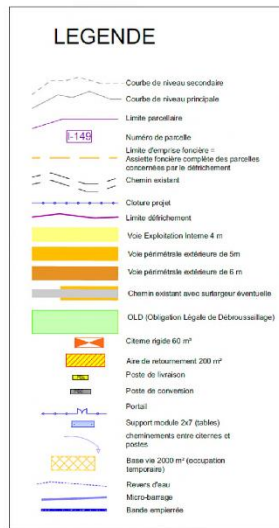 LEGENDE
Courbe de niveau secondaire
Courbe de niveau principale
Limite parcellaire
I-149
Numéro de parcelle
Limite d'emprise foncière =
Assiette foncière complète des parcelles
concernées par le défrichement
Chemin existant
Cloture projet
Limite défrichement
Voie Exploitation Interne 4 m
Voie périmétrale extérieure de 5m
Voie périmétrale extérieure de 6 m
Chemin existant avec surlargeur éventuelle
OLD (Obligation Légale de Débroussaillage)
Citerne rigide 60 m³
Aire de retournement 200 m²
Poste de livraison
Poste de conversion
Portail
Support module 2x7 (tables)
cheminements entre citernes et
postes
Base vie 2000 m² (occupation
temporaire)
Revers d'eau
Micro-barrage
Bande empierrée